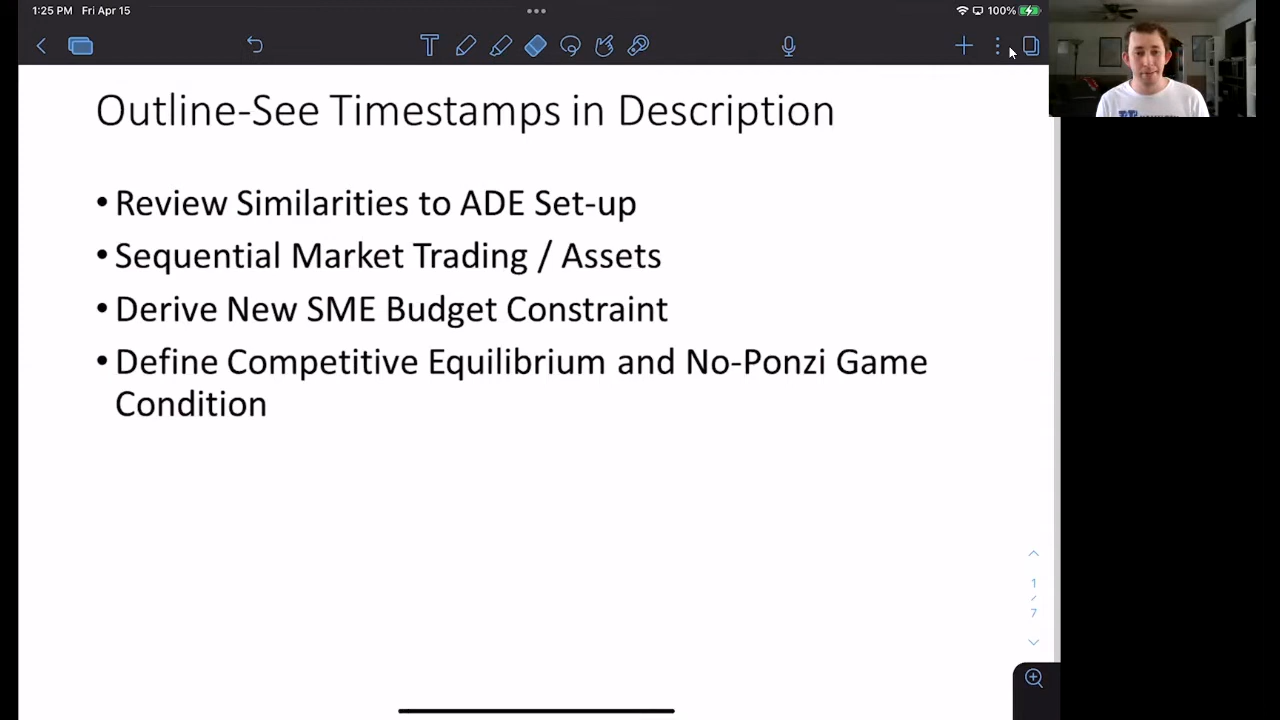 1:25 PM Fri Apr 15
100%
Outline-See Timestamps in Description
• Review Similarities to ADE Set-up
• Sequential Market Trading / Assets
• Derive New SME Budget Constraint
• Define Competitive Equilibrium and No-Ponzi Game
Condition
1
/
7